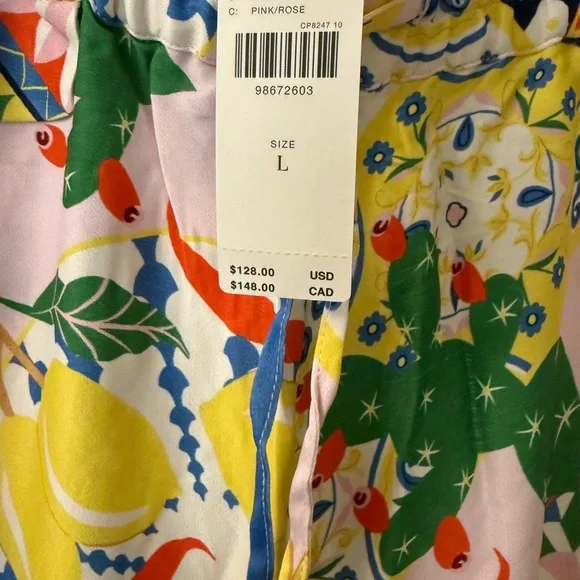 C: PINK/ROSE
CP8247 10
98672603
SIZE
L
$128.00 USD
$148.00 CAD